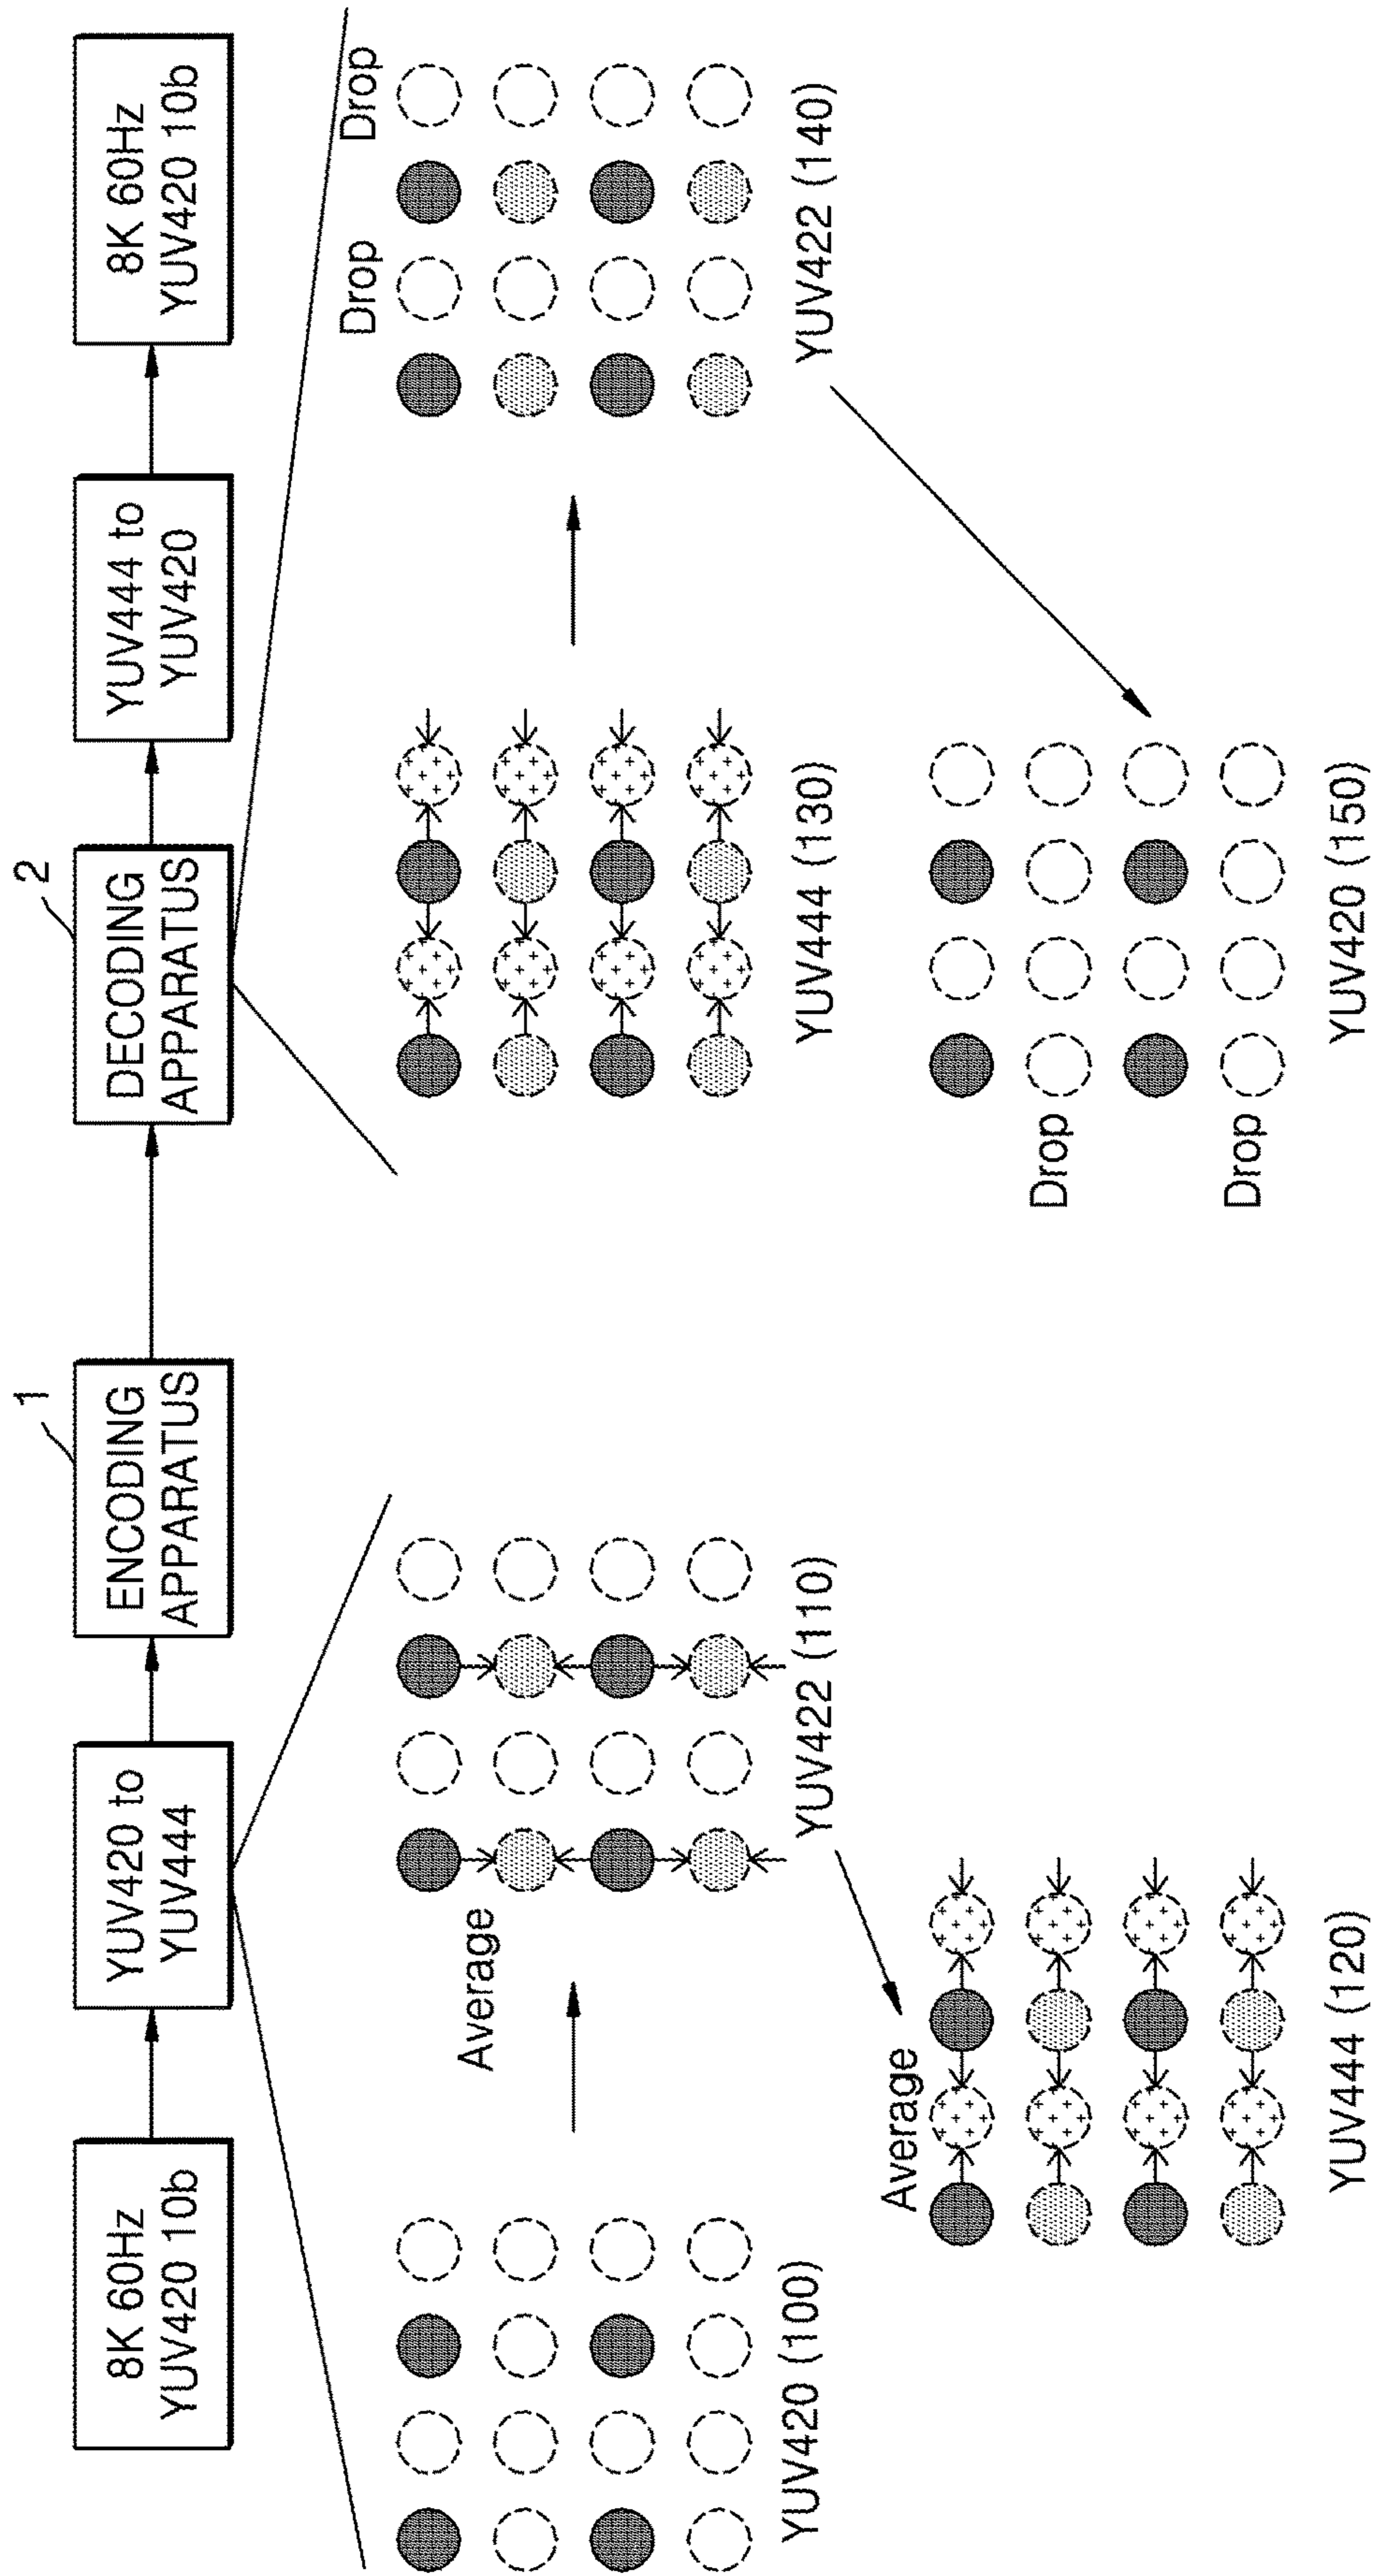 8K 60Hz
YUV420 10b
YUV420 to
YUV444
1
ENCODING
APPARATUS
2
DECODING
APPARATUS
YUV444 to
YUV420
8K 60Hz
YUV420 10b
YUV420 (100)
Average
YUV422 (110)
Average
YUV444 (120)
YUV444 (130)
Drop
Drop
YUV422 (140)
Drop
Drop
YUV420 (150)